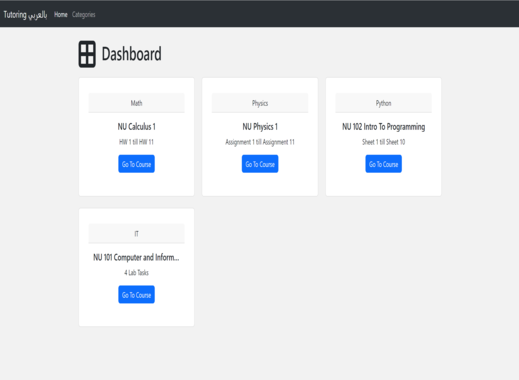 Tutoring بالعربي Home Categories
Dashboard
Math
NU Calculus 1
HW 1 till HW 11
Go To Course
Physics
NU Physics 1
Assignment 1 till Assignment 11
Go To Course
Python
NU 102 Intro To Programming
Sheet 1 till Sheet 10
Go To Course
IT
NU 101 Computer and Inform...
4 Lab Tasks
Go To Course